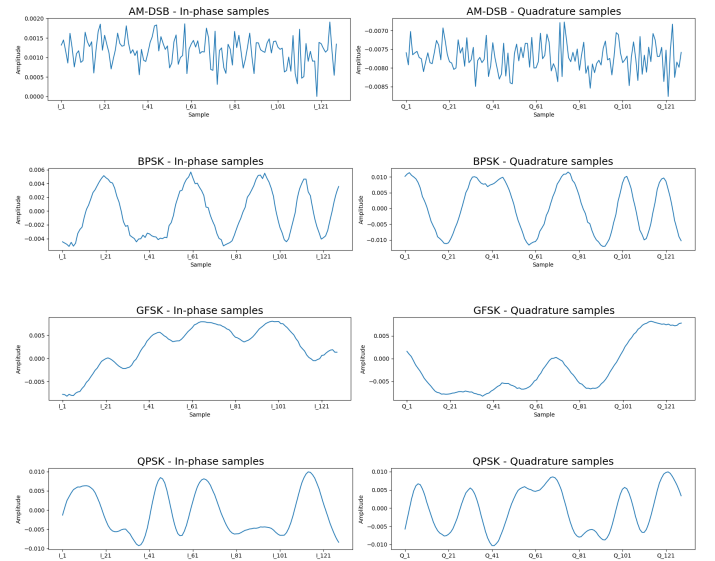 AM-DSB - In-phase samples
0.0020
0.0015
0.0010
0.0005
0.0000
Amplitude
I_1 I_21 I_41 I_61 I_81 I_101 I_121
Sample
AM-DSB - Quadrature samples
−0.0070
−0.0075
−0.0080
−0.0085
Amplitude
Q_1 Q_21 Q_41 Q_61 Q_81 Q_101 Q_121
Sample
BPSK - In-phase samples
0.006
0.004
0.002
0.000
−0.002
−0.004
Amplitude
I_1 I_21 I_41 I_61 I_81 I_101 I_121
Sample
BPSK - Quadrature samples
0.010
0.005
0.000
−0.005
−0.010
Amplitude
Q_1 Q_21 Q_41 Q_61 Q_81 Q_101 Q_121
Sample
GFSK - In-phase samples
0.005
0.000
−0.005
Amplitude
I_1 I_21 I_41 I_61 I_81 I_101 I_121
Sample
GFSK - Quadrature samples
0.005
0.000
−0.005
Amplitude
Q_1 Q_21 Q_41 Q_61 Q_81 Q_101 Q_121
Sample
QPSK - In-phase samples
0.010
0.005
0.000
−0.005
−0.010
Amplitude
I_1 I_21 I_41 I_61 I_81 I_101 I_121
Sample
QPSK - Quadrature samples
0.010
0.005
0.000
−0.005
−0.010
Amplitude
Q_1 Q_21 Q_41 Q_61 Q_81 Q_101 Q_121
Sample